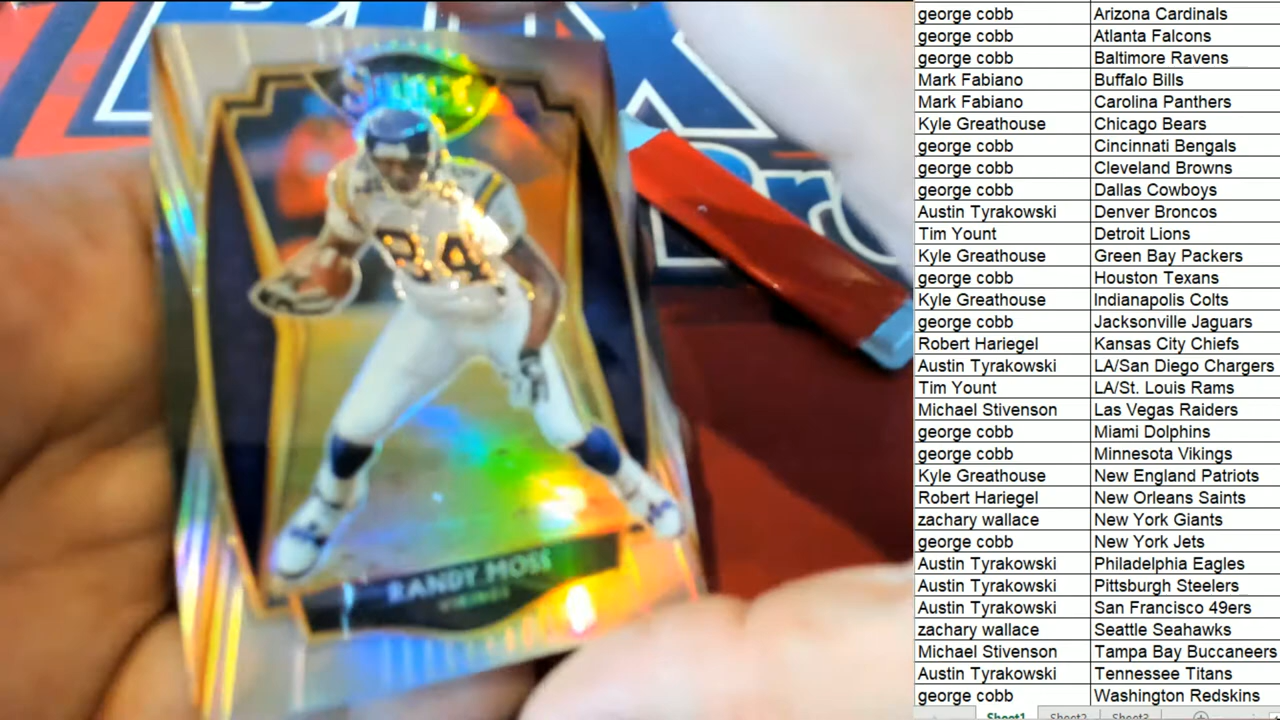 SELECT
84
RANDY MOSS
VIKINGS
george cobb Arizona Cardinals
george cobb Atlanta Falcons
george cobb Baltimore Ravens
Mark Fabiano Buffalo Bills
Mark Fabiano Carolina Panthers
Kyle Greathouse Chicago Bears
george cobb Cincinnati Bengals
george cobb Cleveland Browns
george cobb Dallas Cowboys
Austin Tyrakowski Denver Broncos
Tim Yount Detroit Lions
Kyle Greathouse Green Bay Packers
george cobb Houston Texans
Kyle Greathouse Indianapolis Colts
george cobb Jacksonville Jaguars
Robert Hariegel Kansas City Chiefs
Austin Tyrakowski LA/San Diego Chargers
Tim Yount LA/St. Louis Rams
Michael Stivenson Las Vegas Raiders
george cobb Miami Dolphins
george cobb Minnesota Vikings
Kyle Greathouse New England Patriots
Robert Hariegel New Orleans Saints
zachary wallace New York Giants
george cobb New York Jets
Austin Tyrakowski Philadelphia Eagles
Austin Tyrakowski Pittsburgh Steelers
Austin Tyrakowski San Francisco 49ers
zachary wallace Seattle Seahawks
Michael Stivenson Tampa Bay Buccaneers
Austin Tyrakowski Tennessee Titans
george cobb Washington Redskins
Sheet1 Sheet2 Sheet3